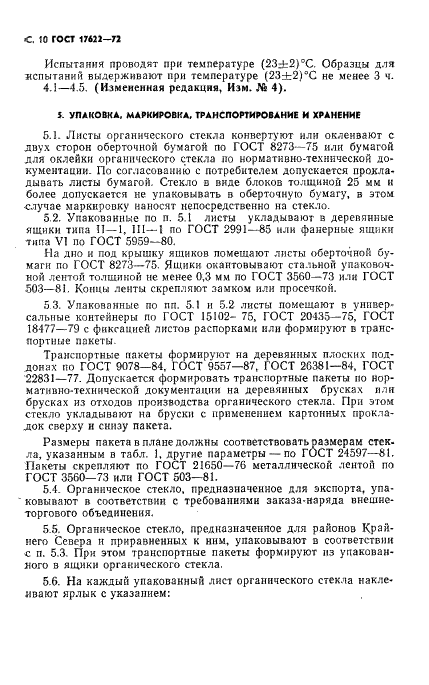 С. 10 ГОСТ 17622—72
Испытания проводят при температуре (23±2)°С. Образцы для
испытаний выдерживают при температуре (23±2)°С не менее 3 ч.
4.1—4.5. (Измененная редакция, Изм. № 4).
5. УПАКОВКА, МАРКИРОВКА, ТРАНСПОРТИРОВАНИЕ И ХРАНЕНИЕ
5.1. Листы органического стекла конвертуют или оклеивают с
двух сторон оберточной бумагой по ГОСТ 8273—75 или бумагой
для оклейки органического стекла по нормативно-технической до-
кументации. По согласованию с потребителем допускается прокла-
дывать листы бумагой. Стекло в виде блоков толщиной 25 мм и
более допускается не упаковывать в оберточную бумагу, в этом
случае маркировку наносят непосредственно на стекло.
5.2. Упакованные по п. 5.1 листы укладывают в деревянные
ящики типа II—1, III—1 по ГОСТ 2991—85 или фанерные ящики
типа VI по ГОСТ 5959—80.
На дно и под крышку ящиков помещают листы оберточной бу-
маги по ГОСТ 8273—75. Ящики окантовывают стальной упаковоч-
ной лентой толщиной не менее 0,3 мм по ГОСТ 3560—73 или ГОСТ
503—81. Концы ленты скрепляют замком или просечкой.
5.3. Упакованные по пп. 5.1 и 5.2 листы помещают в универ-
сальные контейнеры по ГОСТ 15102—75, ГОСТ 20435—75, ГОСТ
18477—79 с фиксацией листов распорками или формируют в транс-
портные пакеты.
Транспортные пакеты формируют на деревянных плоских под-
донах по ГОСТ 9078—84, ГОСТ 9557—87, ГОСТ 26381—84, ГОСТ
22831—77. Допускается формировать транспортные пакеты по нор-
мативно-технической документации на деревянных брусках или
брусках из отходов производства органического стекла. При этом
стекло укладывают на бруски с применением картонных прокла-
док сверху и снизу пакета.
Размеры пакета в плане должны соответствовать размерам стек-
ла, указанным в табл. 1, другие параметры — по ГОСТ 24597—81.
Пакеты скрепляют по ГОСТ 21650—76 металлической лентой по
ГОСТ 3560—73 или ГОСТ 503—81.
5.4. Органическое стекло, предназначенное для экспорта, упа-
ковывают в соответствии с требованиями заказа-наряда внешне-
торгового объединения.
5.5. Органическое стекло, предназначенное для районов Край-
него Севера и приравненных к ним, упаковывают в соответствии
с п. 5.3. При этом транспортные пакеты формируют из упакован-
ного в ящики органического стекла.
5.6. На каждый упакованный лист органического стекла накле-
ивают ярлык с указанием: